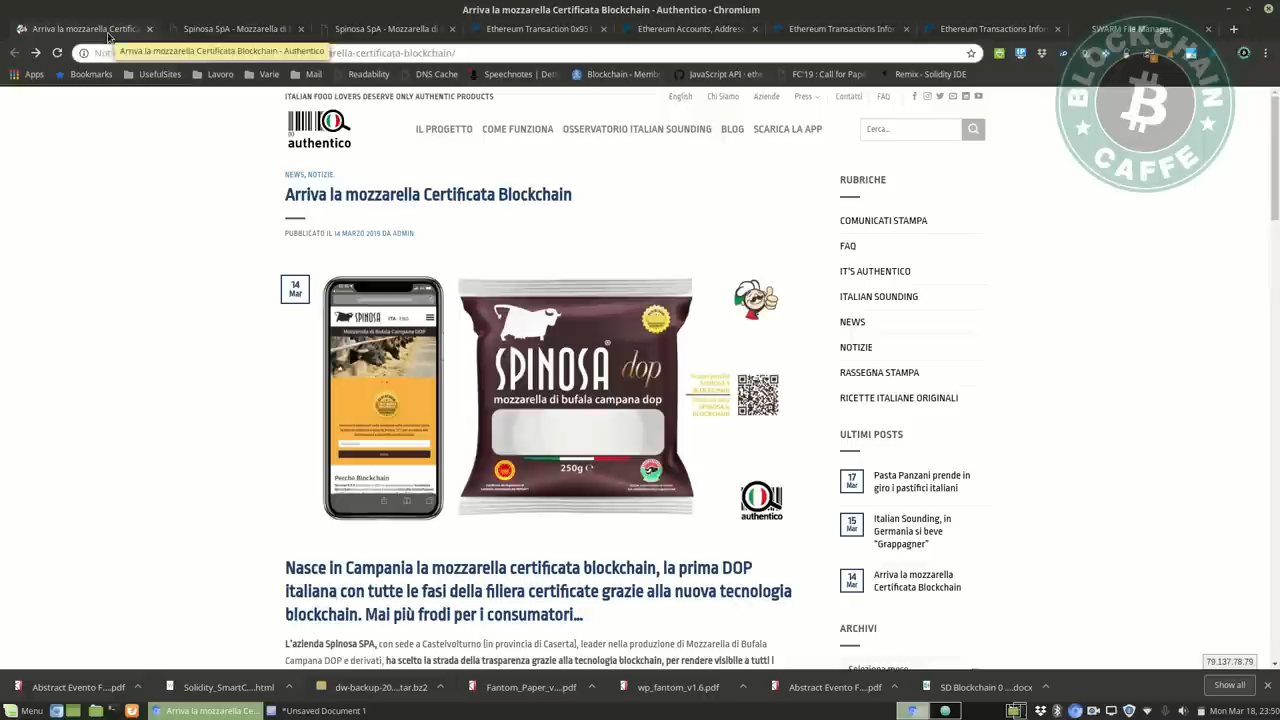 Arriva la mozzarella Certificata Blockchain - Authentico - Chromium
Arriva la mozzarella Certific
Spinosa SpA - Mozzarella di
Spinosa SpA - Mozzarella di
Ethereum Transaction 0x95
Ethereum Accounts, Address
Ethereum Transactions Infor
Ethereum Transactions Infor
SWARM File Manager
Arriva la mozzarella Certificata Blockchain - Authentico
rella-certificata-blockchain/
Apps
Bookmarks
UsefulSites
Lavoro
Varie
Mail
Readability
DNS Cache
Speechnotes | Det
Blockchain - Memb
JavaScript API · eth
FC'19 : Call for Pap
Remix - Solidity IDE
ITALIAN FOOD LOVERS DESERVE ONLY AUTHENTIC PRODUCTS
English
Chi Siamo
Aziende
Press
Contatti
FAQ
authentico
IL PROGETTO
COME FUNZIONA
OSSERVATORIO ITALIAN SOUNDING
BLOG
SCARICA LA APP
Cerca...
CAFFE
NEWS, NOTIZIE
Arriva la mozzarella Certificata Blockchain
PUBBLICATO IL 14 MARZO 2019 DA ADMIN
14
Mar
SPINOSA
Mozzarella di Bufala Campana DOP
Perché Blockchain
SPINOSA dop
mozzarella di bufala campana dop
250g e
authentico
RUBRICHE
COMUNICATI STAMPA
FAQ
IT'S AUTHENTICO
ITALIAN SOUNDING
NEWS
NOTIZIE
RASSEGNA STAMPA
RICETTE ITALIANE ORIGINALI
ULTIMI POSTS
17
Mar
Pasta Panzani prende in
giro i pastifici italiani
15
Mar
Italian Sounding, in
Germania si beve
“Grappagner”
14
Mar
Arriva la mozzarella
Certificata Blockchain
ARCHIVI
Seleziona mese
Nasce in Campania la mozzarella certificata blockchain, la prima DOP
italiana con tutte le fasi della filiera certificate grazie alla nuova tecnologia
blockchain. Mai più frodi per i consumatori…
L'azienda Spinosa SPA, con sede a Castelvolturno (in provincia di Caserta), leader nella produzione di Mozzarella di Bufala
Campana DOP e derivati, ha scelto la strada della trasparenza grazie alla tecnologia blockchain, per rendere visibile a tutti i
79.137.78.79
Abstract Evento F....pdf
Solidity_SmartC....html
dw-backup-20....tar.bz2
Fantom_Paper_v....pdf
wp_fantom_v1.6.pdf
Abstract Evento F....pdf
SD Blockchain 0 ....docx
Show all
Menu
Arriva la mozzarella Ce...
*Unsaved Document 1
Mon Mar 18, 23:50